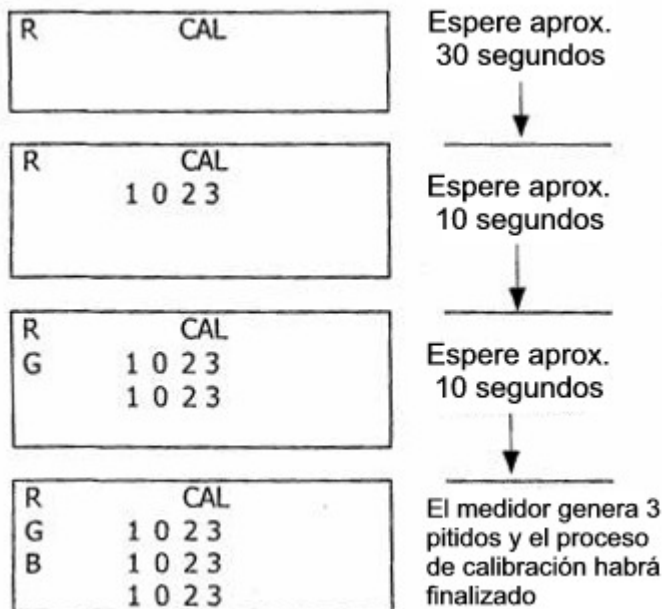 R CAL
Espere aprox.
30 segundos
R CAL
1 0 2 3
Espere aprox.
10 segundos
R CAL
G 1 0 2 3
1 0 2 3
Espere aprox.
10 segundos
R CAL
G 1 0 2 3
B 1 0 2 3
1 0 2 3
El medidor genera 3
pitidos y el proceso
de calibración habrá
finalizado